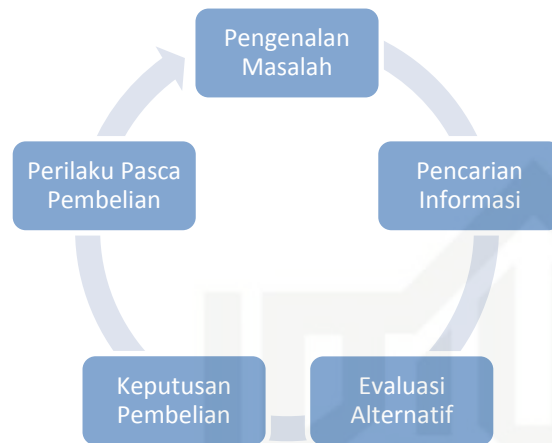 Pengenalan
Masalah
Pencarian
Informasi
Evaluasi
Alternatif
Keputusan
Pembelian
Perilaku Pasca
Pembelian